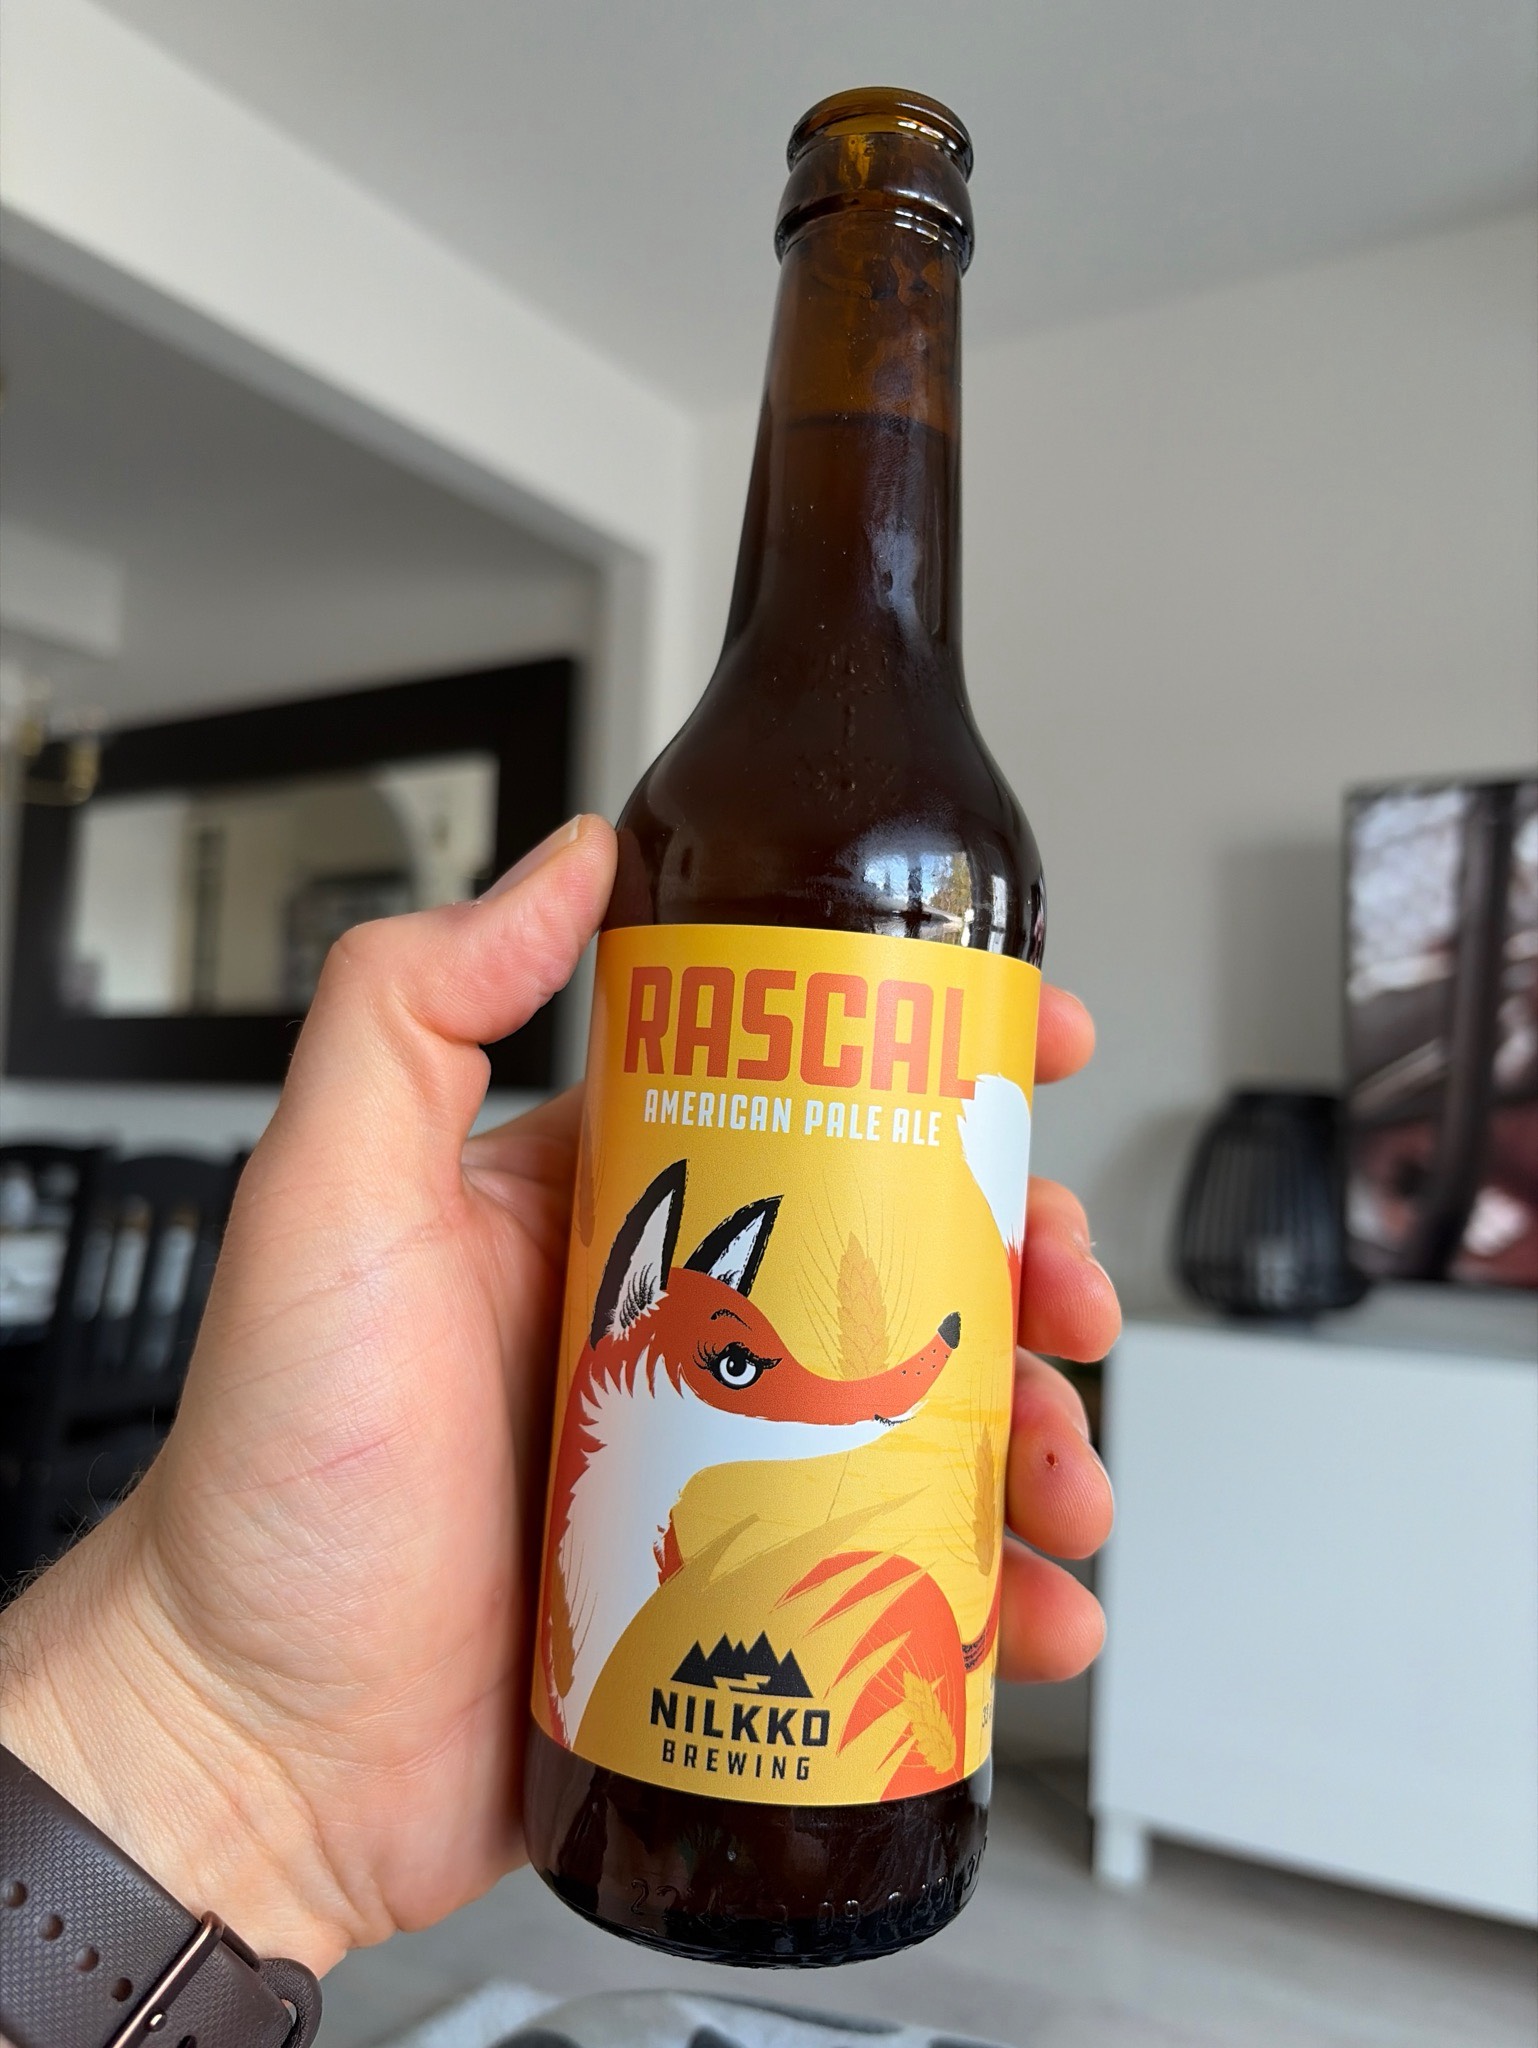 RASCAL
AMERICAN PALE ALE
NILKKO
BREWING